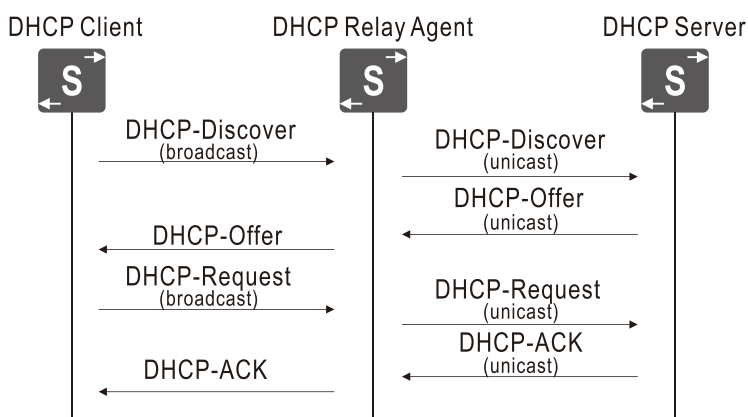 DHCP Client
DHCP Relay Agent
DHCP Server
S
S
S
DHCP-Discover
(broadcast)
DHCP-Discover
(unicast)
DHCP-Offer
(unicast)
DHCP-Offer
DHCP-Request
(broadcast)
DHCP-Request
(unicast)
DHCP-ACK
(unicast)
DHCP-ACK